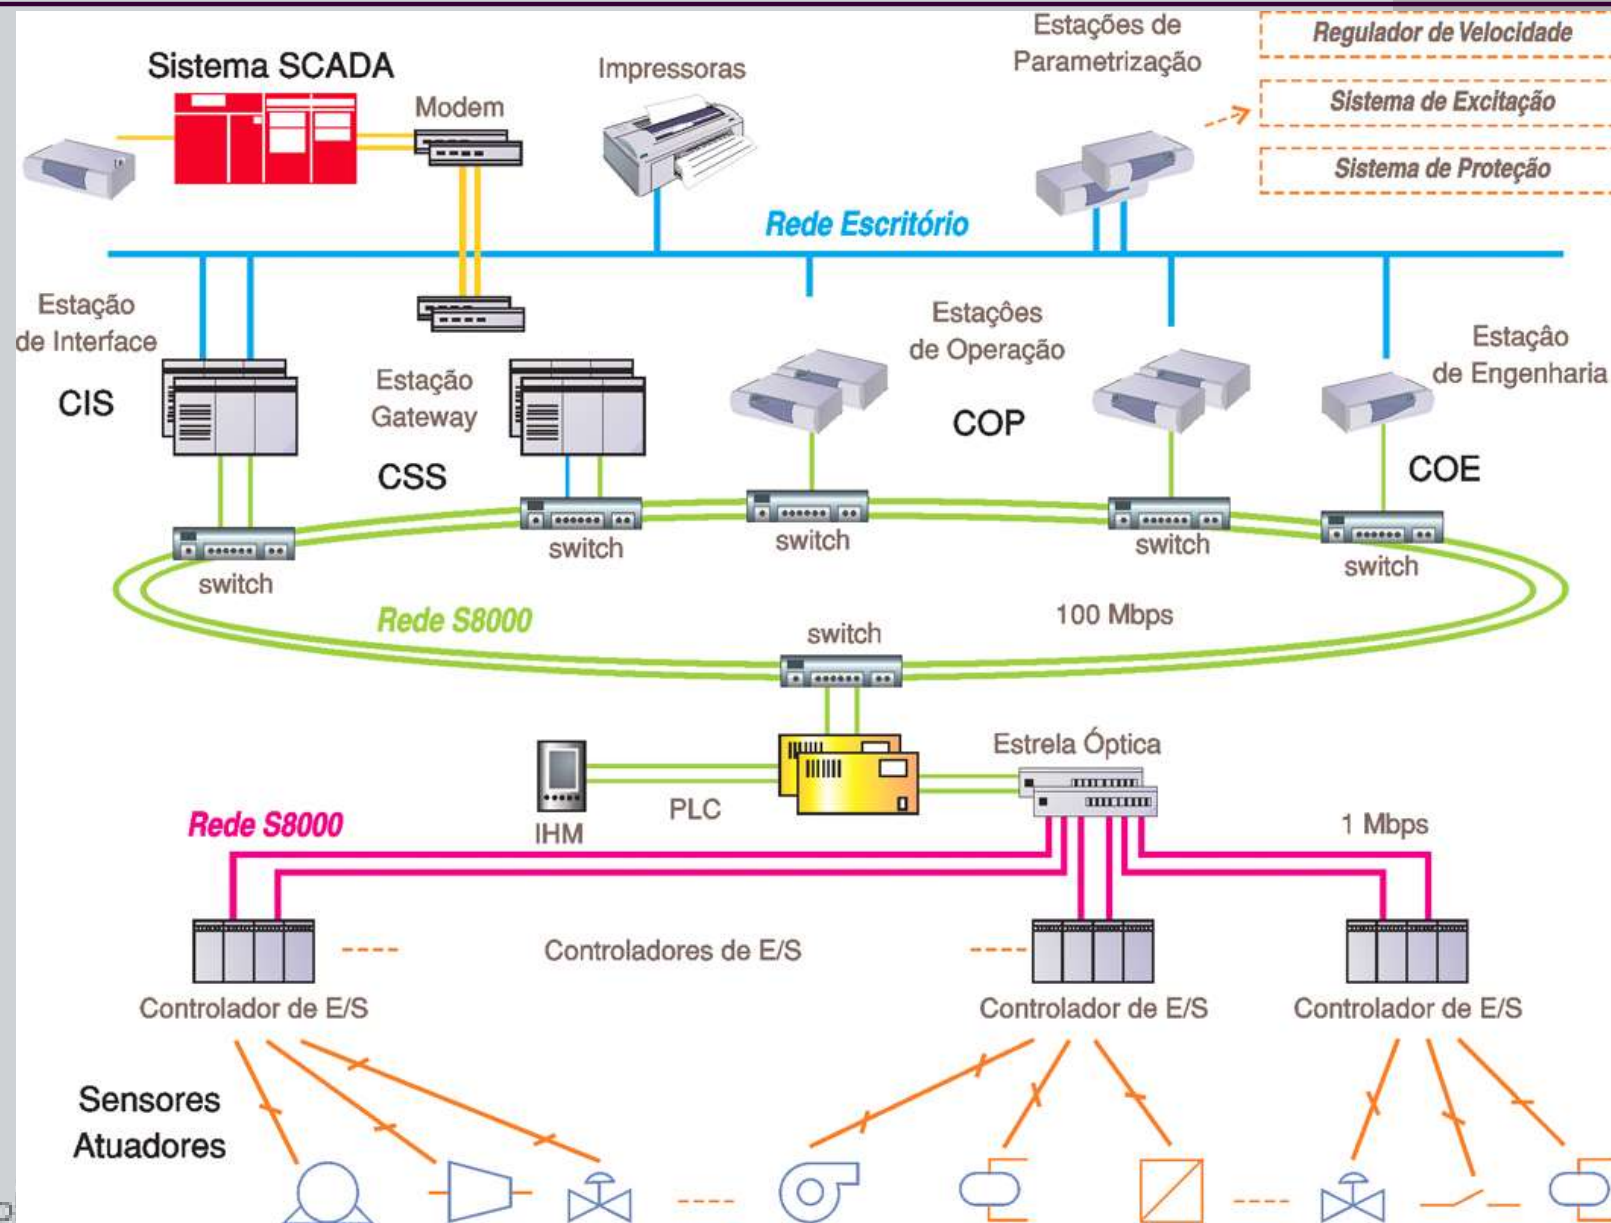 Sistema SCADA
Modem
Impressoras
Estações de
Parametrização
Regulador de Velocidade
Sistema de Excitação
Sistema de Proteção
Rede Escritório
Estação
de Interface
CIS
Estação
Gateway
CSS
Estações
de Operação
COP
Estação
de Engenharia
COE
switch
switch
switch
switch
switch
Rede S8000
100 Mbps
switch
Estrela Óptica
IHM
PLC
Rede S8000
1 Mbps
Controladores de E/S
Controlador de E/S
Controlador de E/S
Controlador de E/S
Sensores
Atuadores